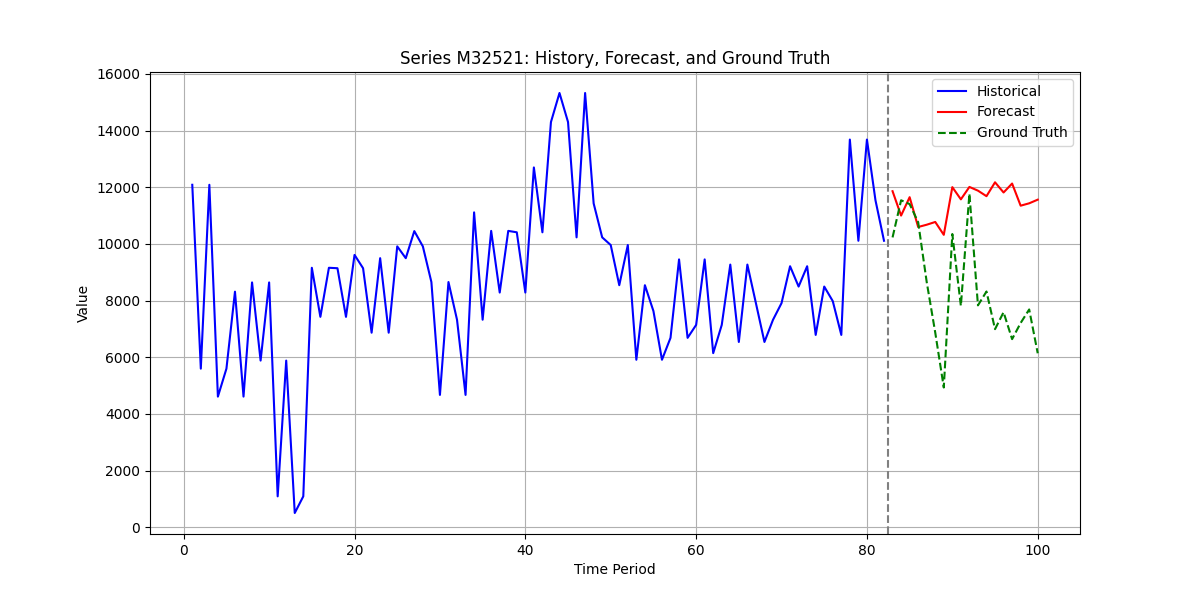 Series M32521: History, Forecast, and Ground Truth
16000
14000
12000
10000
8000
6000
4000
2000
0
Value
Historical
Forecast
Ground Truth
0
20
40
60
80
100
Time Period